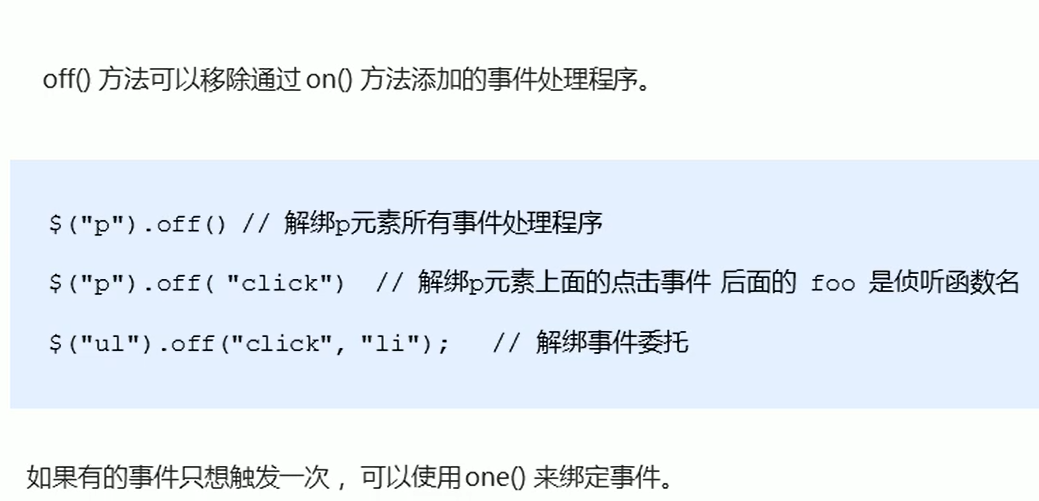 off() 方法可以移除通过 on() 方法添加的事件处理程序。
$("p").off() // 解绑p元素所有事件处理程序
$("p").off( "click")  // 解绑p元素上面的点击事件 后面的 foo 是侦听函数名
$("ul").off("click", "li");   // 解绑事件委托
如果有的事件只想触发一次， 可以使用 one() 来绑定事件。